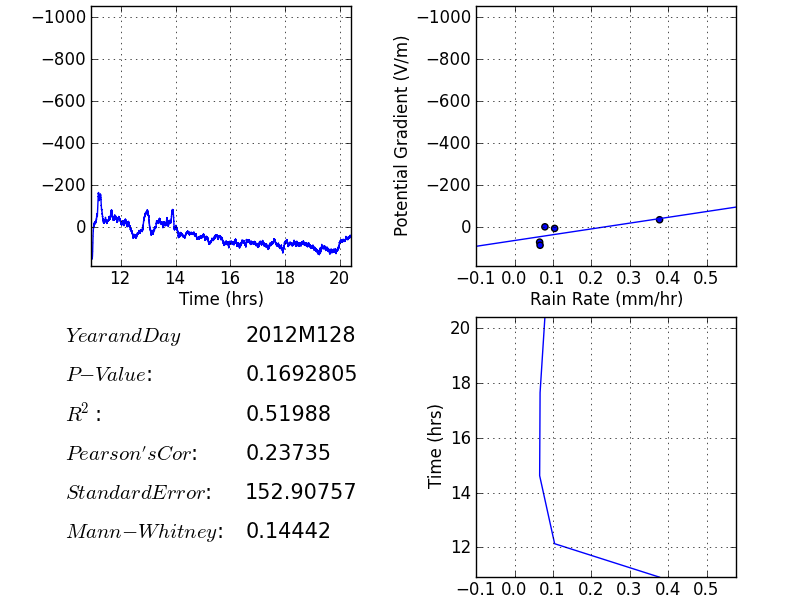 −1000
−800
−600
−400
−200
0
12 14 16 18 20
Time (hrs)
Potential Gradient (V/m)
−1000
−800
−600
−400
−200
0
−0.1 0.0 0.1 0.2 0.3 0.4 0.5
Rain Rate (mm/hr)
YearandDay 2012M128
P−Value: 0.1692805
R²: 0.51988
Pearson'sCor: 0.23735
StandardError: 152.90757
Mann−Whitney: 0.14442
Time (hrs)
20
18
16
14
12
−0.1 0.0 0.1 0.2 0.3 0.4 0.5